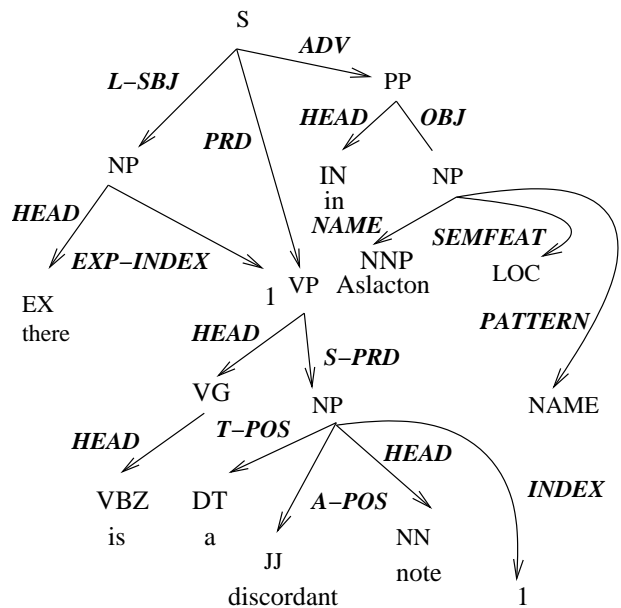 S
ADV
L-SBJ
PP
HEAD OBJ
PRD
NP
IN NP
in
HEAD
NAME
SEMFEAT
EXP-INDEX
NNP
LOC
1 VP Aslacton
EX
there
PATTERN
HEAD
S-PRD
VG
NP
NAME
T-POS
HEAD
HEAD
INDEX
VBZ DT
A-POS
is a
NN
JJ
note
discordant
1